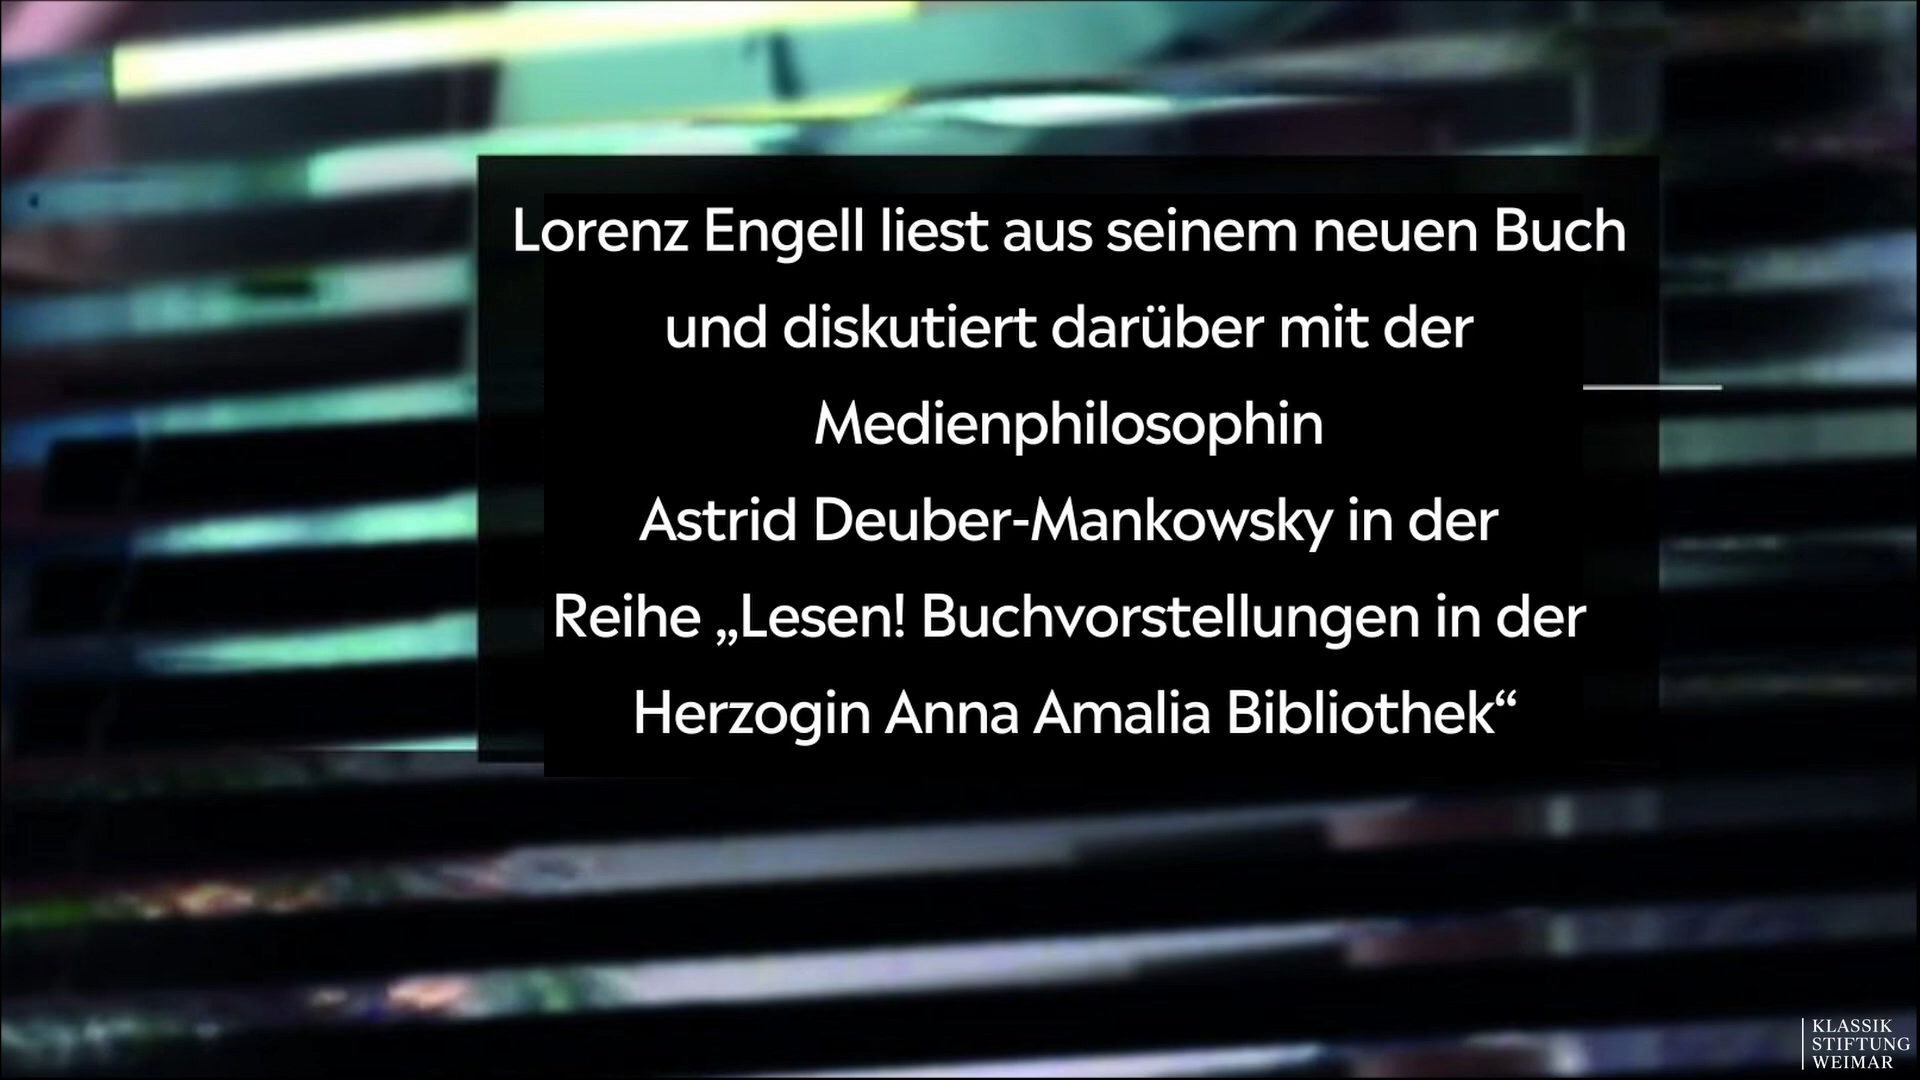 Lorenz Engell liest aus seinem neuen Buch
und diskutiert darüber mit der
Medienphilosophin
Astrid Deuber-Mankowsky in der
Reihe „Lesen! Buchvorstellungen in der
Herzogin Anna Amalia Bibliothek“
KLASSIK
STIFTUNG
WEIMAR